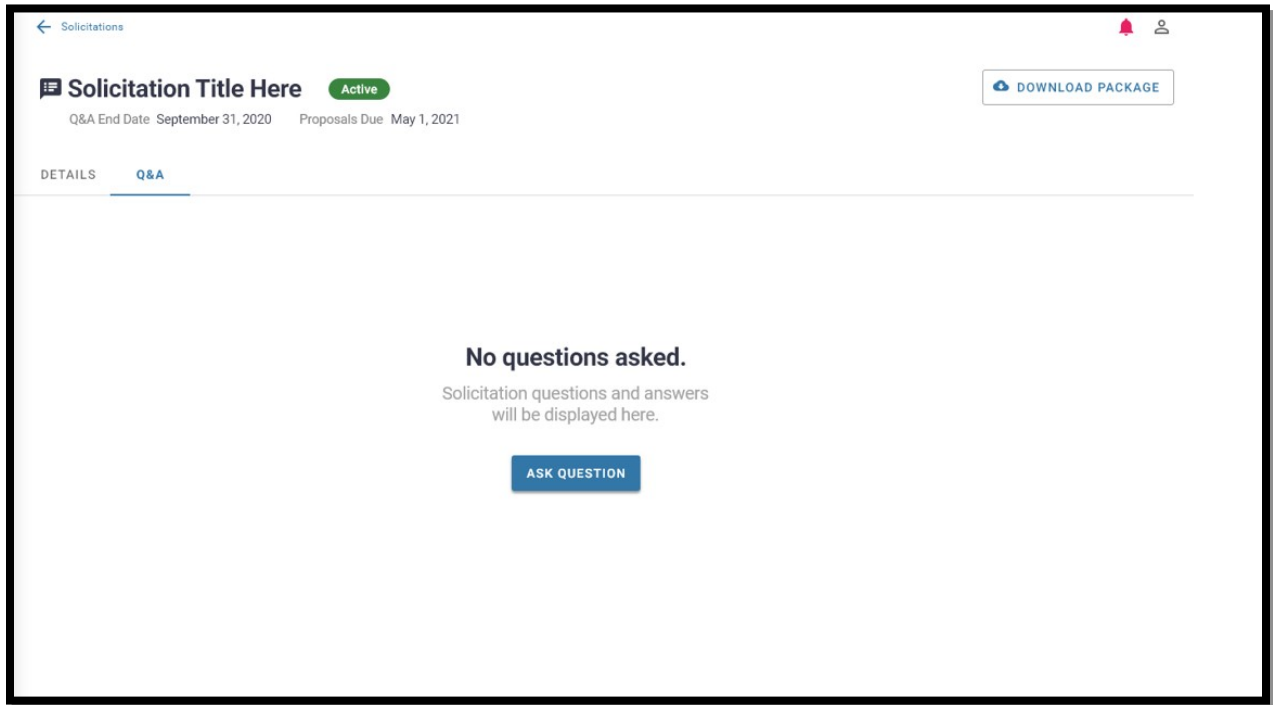 Solicitations
Solicitation Title Here Active
DOWNLOAD PACKAGE
Q&A End Date September 31, 2020 Proposals Due May 1, 2021
DETAILS Q&A
No questions asked.
Solicitation questions and answers
will be displayed here.
ASK QUESTION